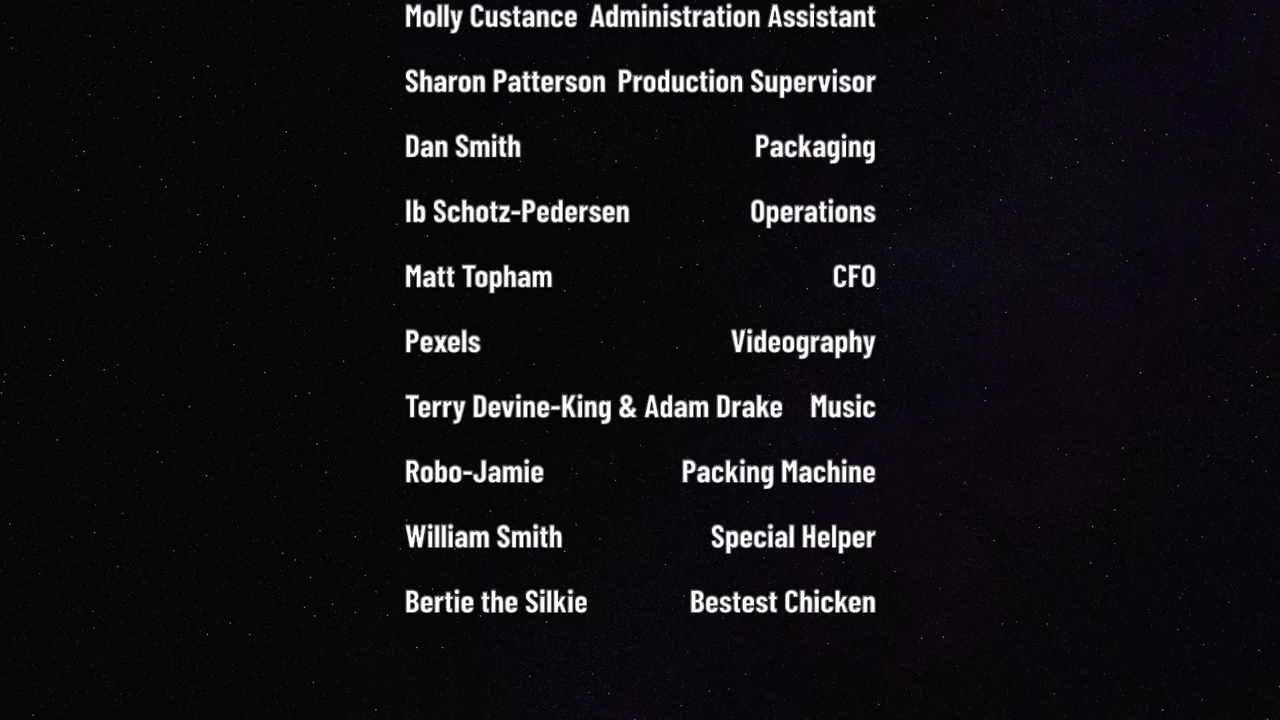 Molly Custance Administration Assistant
Sharon Patterson Production Supervisor
Dan Smith Packaging
Ib Schotz-Pedersen Operations
Matt Topham CFO
Pexels Videography
Terry Devine-King & Adam Drake Music
Robo-Jamie Packing Machine
William Smith Special Helper
Bertie the Silkie Bestest Chicken